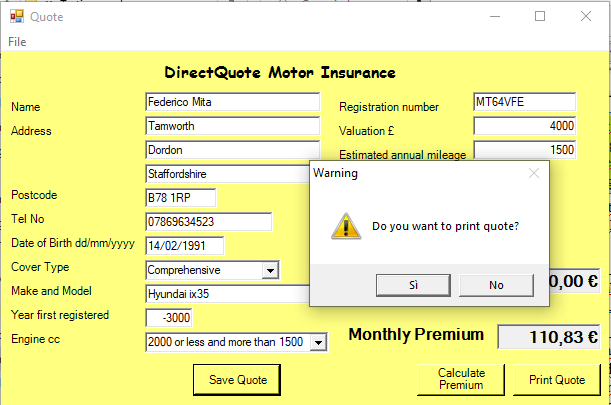 Quote
File
DirectQuote Motor Insurance
Name
Federico Mita
Registration number
MT64VFE
Address
Tamworth
Valuation £
4000
Dordon
Estimated annual mileage
1500
Staffordshire
Warning
Do you want to print quote?
Sì
No
Postcode
B78 1RP
Tel No
07869634523
Date of Birth dd/mm/yyyy
14/02/1991
Cover Type
Comprehensive
0,00 €
Make and Model
Hyundai ix35
Year first registered
-3000
Engine cc
2000 or less and more than 1500
Monthly Premium
110,83 €
Save Quote
Calculate
Premium
Print Quote